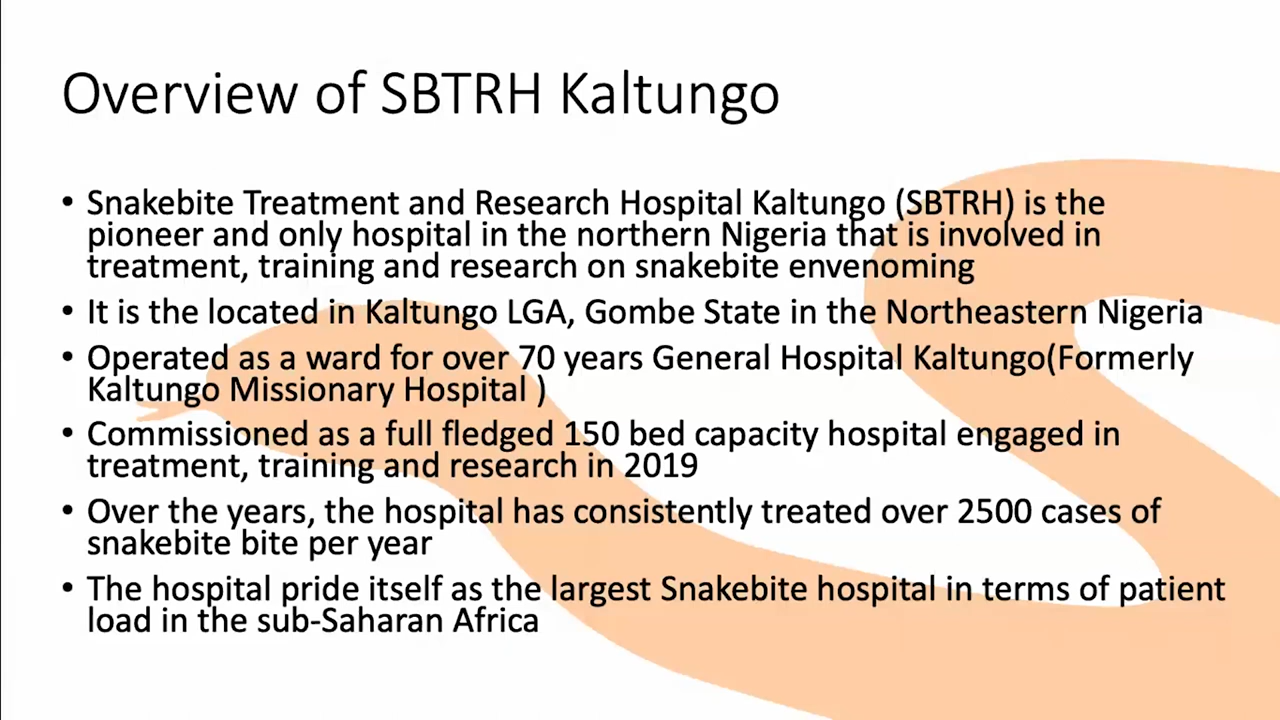 Overview of SBTRH Kaltungo
• Snakebite Treatment and Research Hospital Kaltungo (SBTRH) is the
pioneer and only hospital in the northern Nigeria that is involved in
treatment, training and research on snakebite envenoming
• It is the located in Kaltungo LGA, Gombe State in the Northeastern Nigeria
• Operated as a ward for over 70 years General Hospital Kaltungo(Formerly
Kaltungo Missionary Hospital )
• Commissioned as a full fledged 150 bed capacity hospital engaged in
treatment, training and research in 2019
• Over the years, the hospital has consistently treated over 2500 cases of
snakebite bite per year
• The hospital pride itself as the largest Snakebite hospital in terms of patient
load in the sub-Saharan Africa